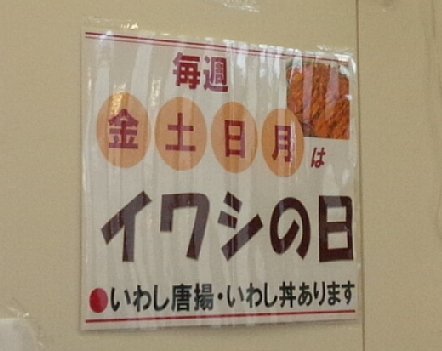 毎週
金土日月は
イワシの日
●いわし唐揚・いわし丼あります